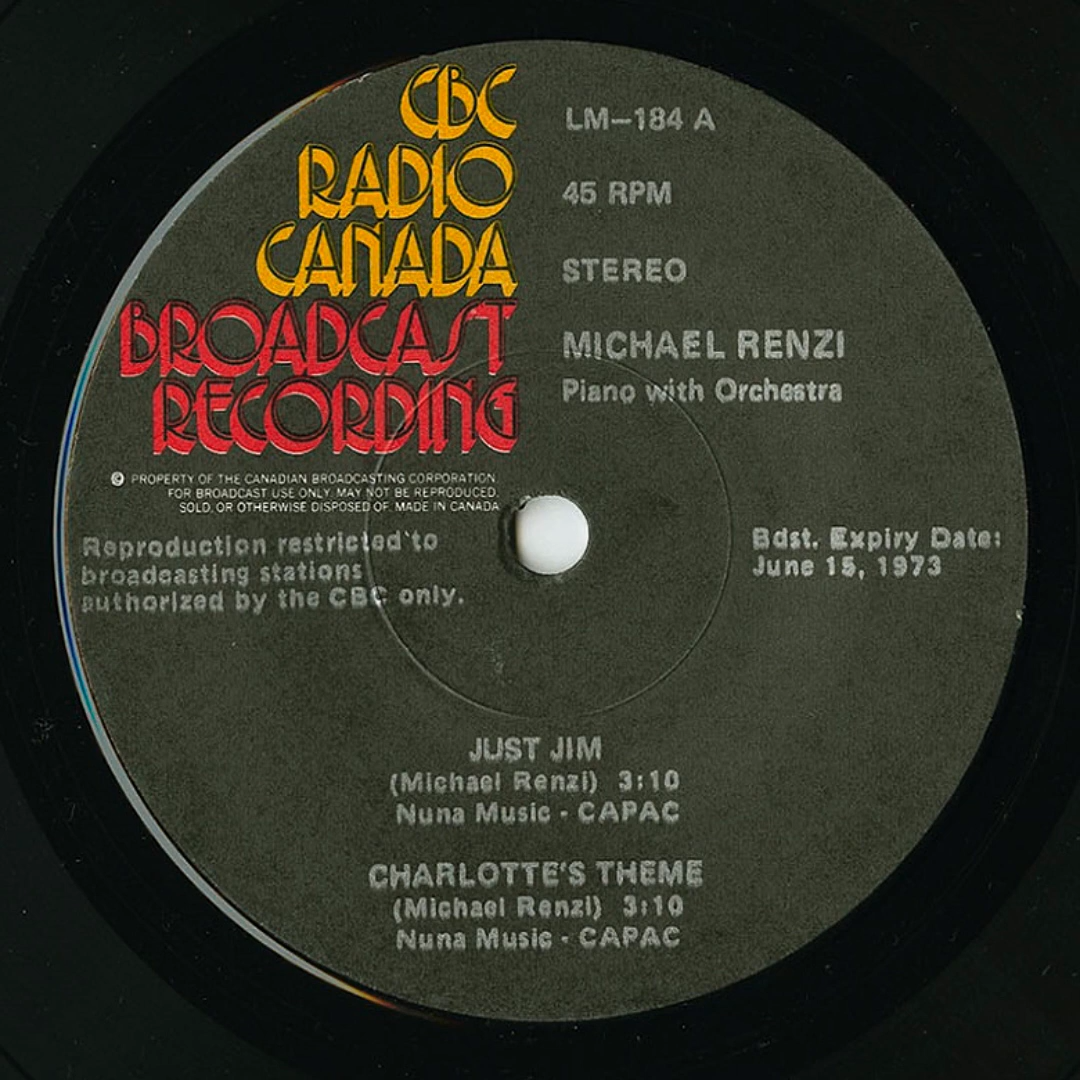 CBC
RADIO
CANADA
BROADCAST
RECORDING
© PROPERTY OF THE CANADIAN BROADCASTING CORPORATION
FOR BROADCAST USE ONLY. MAY NOT BE REPRODUCED.
SOLD, OR OTHERWISE DISPOSED OF. MADE IN CANADA
Reproduction restricted to
broadcasting stations
authorized by the CBC only.
LM-184 A
45 RPM
STEREO
MICHAEL RENZI
Piano with Orchestra
Bdst. Expiry Date:
June 15, 1973
JUST JIM
(Michael Renzi) 3:10
Nuna Music - CAPAC
CHARLOTTE'S THEME
(Michael Renzi) 3:10
Nuna Music - CAPAC